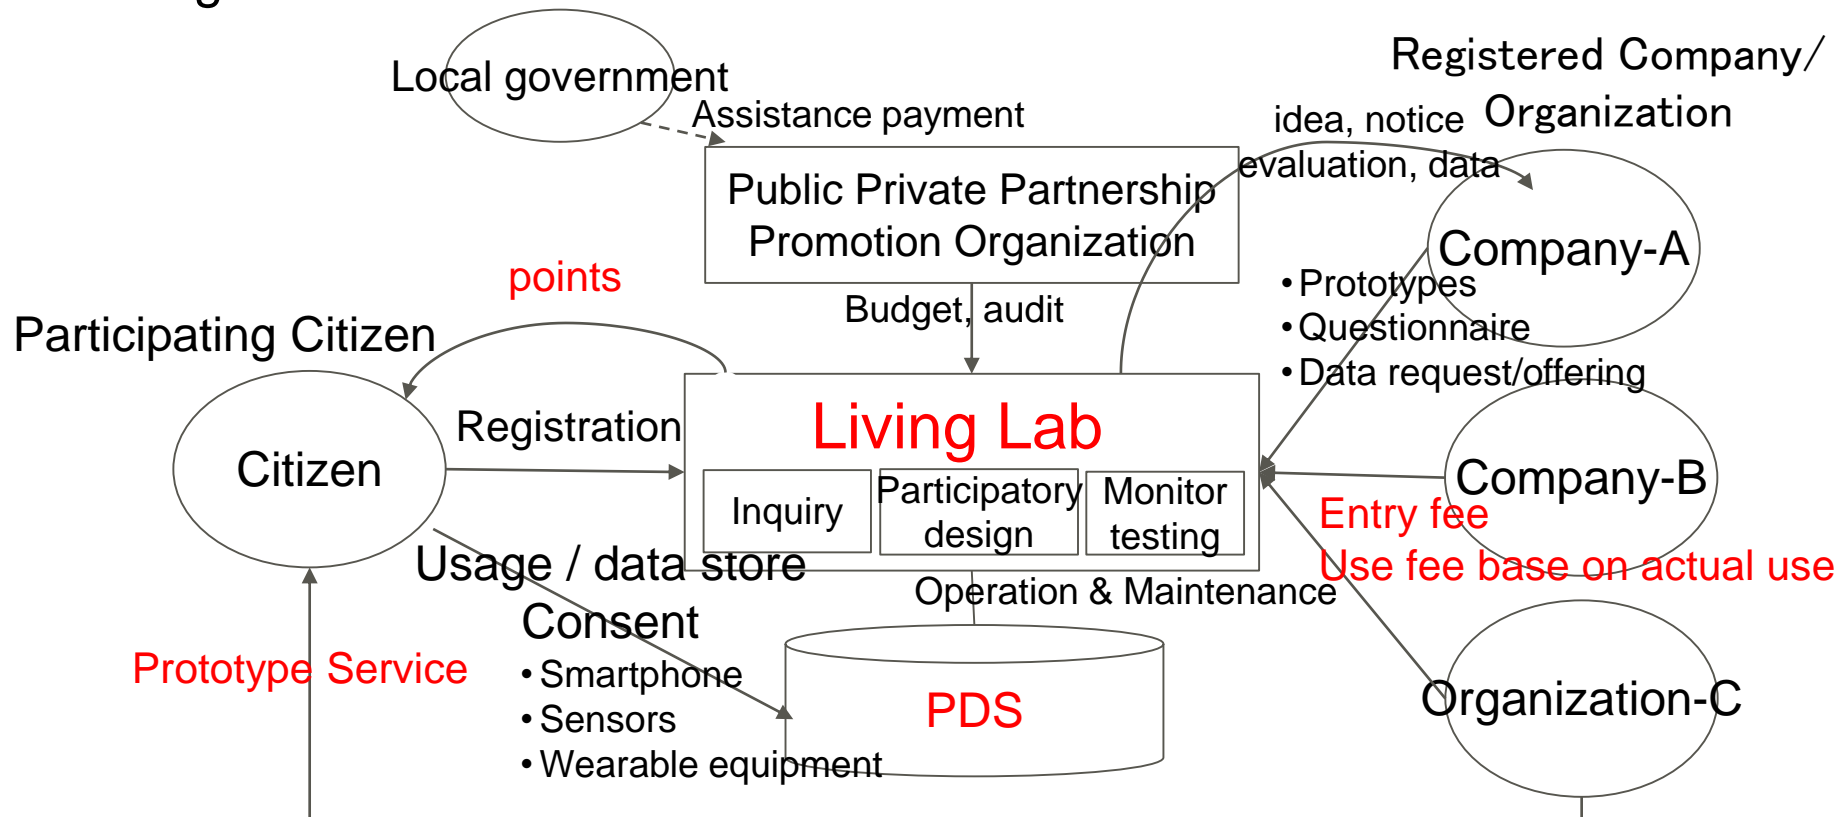 Local government
Assistance payment
Registered Company/
Organization
idea, notice
evaluation, data
Public Private Partnership
Promotion Organization
Company-A
points
Budget, audit
• Prototypes
• Questionnaire
• Data request/offering
Participating Citizen
Registration
Living Lab
Citizen
Inquiry
Participatory
design
Monitor
testing
Company-B
Entry fee
Use fee base on actual use
Usage / data store
Consent
Operation & Maintenance
• Smartphone
• Sensors
• Wearable equipment
Prototype Service
PDS
Organization-C